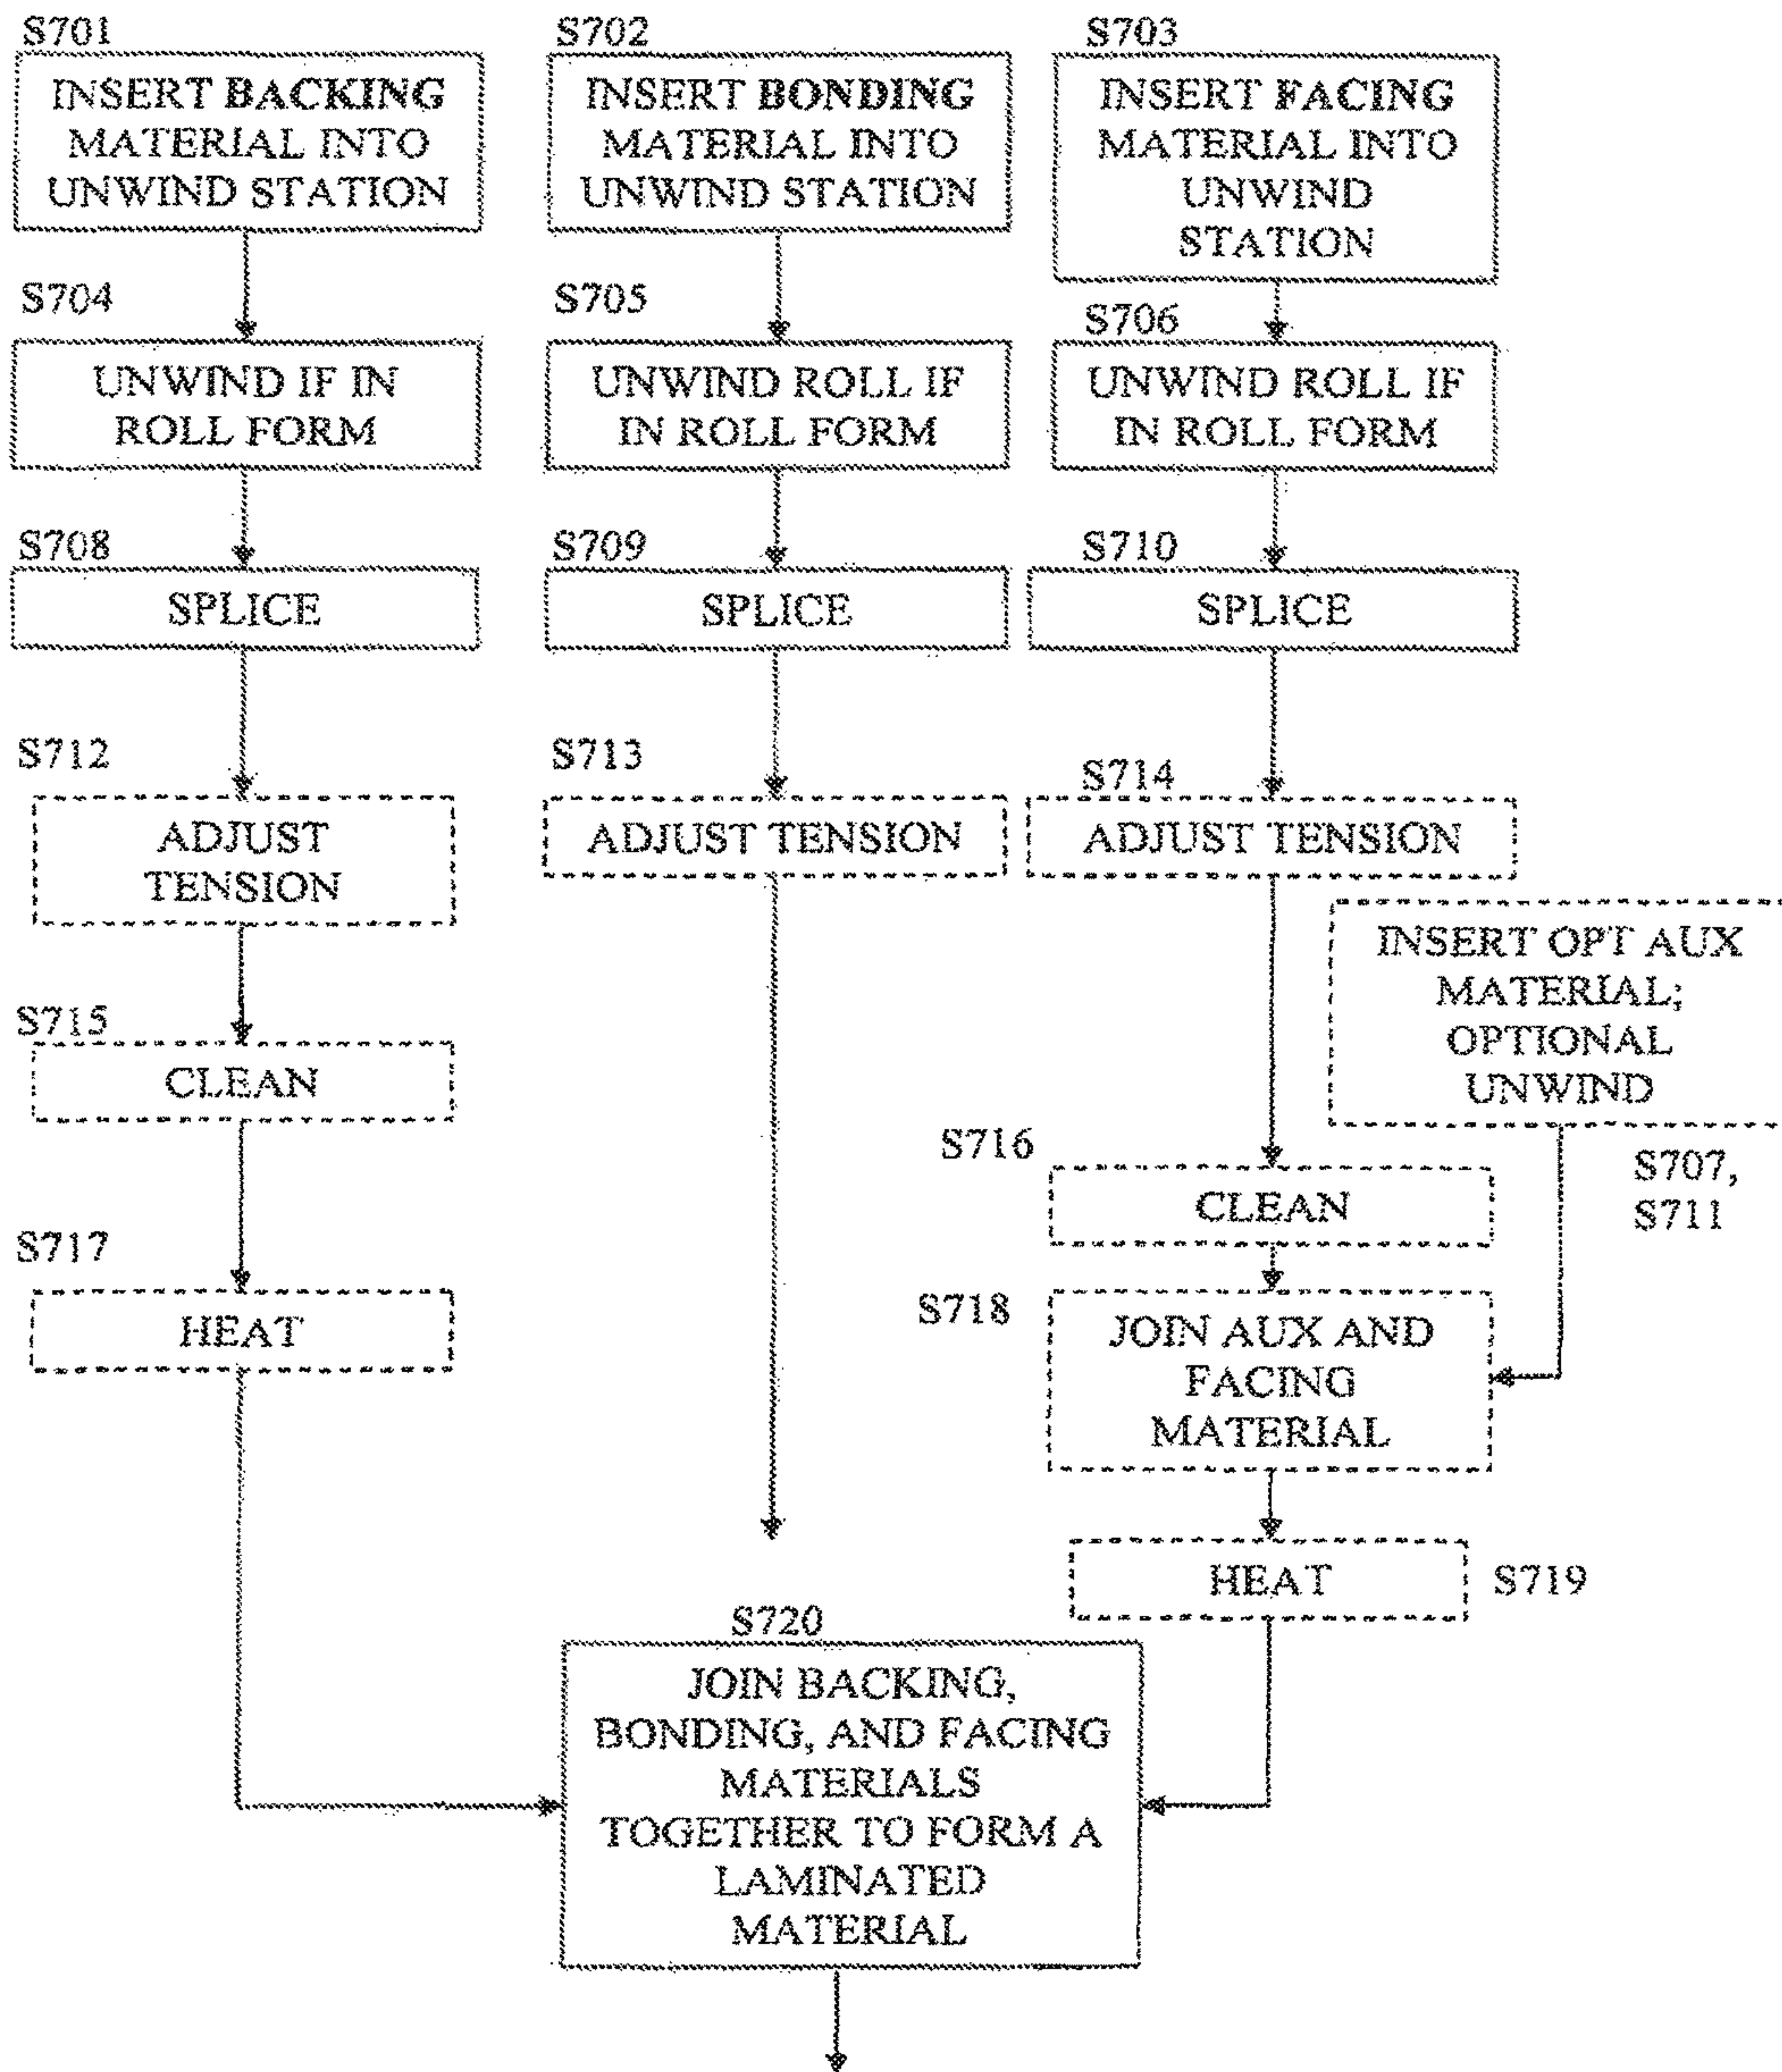 S701
INSERT BACKING
MATERIAL INTO
UNWIND STATION
S702
INSERT BONDING
MATERIAL INTO
UNWIND STATION
S703
INSERT FACING
MATERIAL INTO
UNWIND
STATION
S704
UNWIND IF IN
ROLL FORM
S705
UNWIND ROLL IF
IN ROLL FORM
S706
UNWIND ROLL IF
IN ROLL FORM
S708
SPLICE
S709
SPLICE
S710
SPLICE
S712
ADJUST
TENSION
S713
ADJUST TENSION
S714
ADJUST TENSION
INSERT OPT AUX
MATERIAL;
OPTIONAL
UNWIND
S707,
S711
S715
CLEAN
S716
CLEAN
S717
HEAT
S718
JOIN AUX AND
FACING
MATERIAL
HEAT
S719
S720
JOIN BACKING,
BONDING, AND FACING
MATERIALS
TOGETHER TO FORM A
LAMINATED
MATERIAL